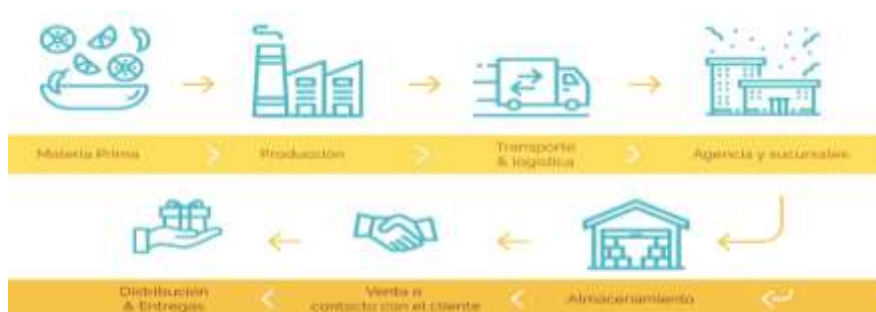 Materia Prima
Producción
Transporte
& logística
Agencia y sucursales
Distribución
& Entregas
Venta o
contacto con el cliente
Almacenamiento